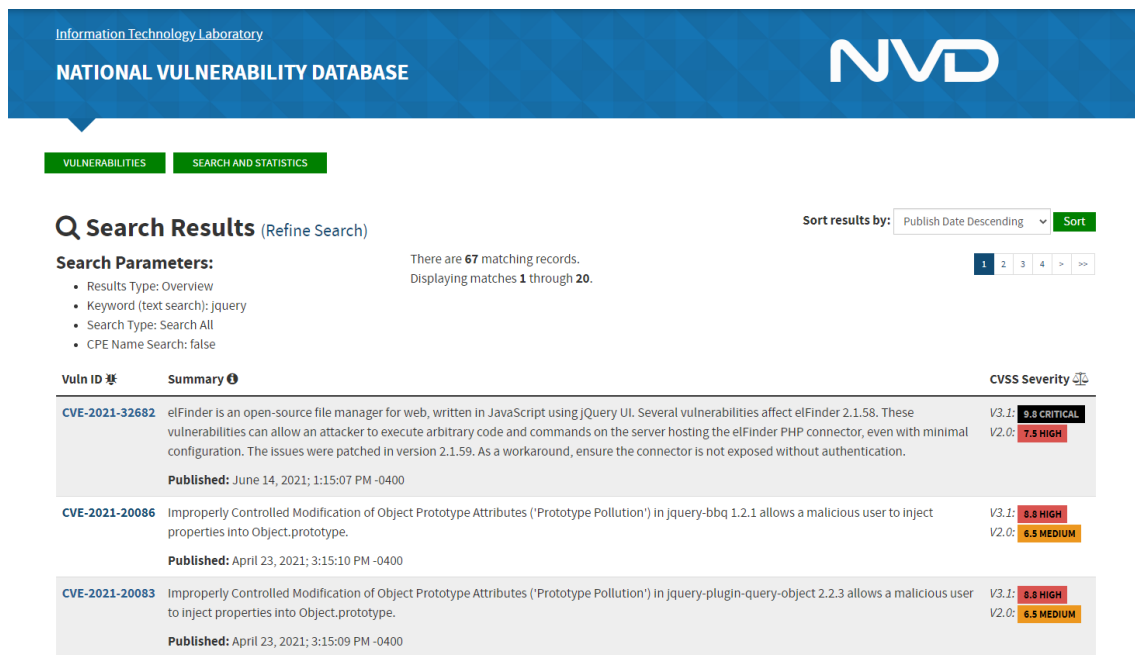 Information Technology Laboratory
NATIONAL VULNERABILITY DATABASE
NVD
VULNERABILITIES
SEARCH AND STATISTICS
Search Results (Refine Search)
Sort results by: Publish Date Descending Sort
Search Parameters:
There are 67 matching records.
Displaying matches 1 through 20.
1 2 3 4 > >>
• Results Type: Overview
• Keyword (text search): jquery
• Search Type: Search All
• CPE Name Search: false
Vuln ID Summary CVSS Severity
CVE-2021-32682 elFinder is an open-source file manager for web, written in JavaScript using jQuery UI. Several vulnerabilities affect elFinder 2.1.58. These V3.1: 9.8 CRITICAL
vulnerabilities can allow an attacker to execute arbitrary code and commands on the server hosting the elFinder PHP connector, even with minimal V2.0: 7.5 HIGH
configuration. The issues were patched in version 2.1.59. As a workaround, ensure the connector is not exposed without authentication.
Published: June 14, 2021; 1:15:07 PM -0400
CVE-2021-20086 Improperly Controlled Modification of Object Prototype Attributes ('Prototype Pollution') in jquery-bbq 1.2.1 allows a malicious user to inject V3.1: 8.8 HIGH
properties into Object.prototype. V2.0: 6.5 MEDIUM
Published: April 23, 2021; 3:15:10 PM -0400
CVE-2021-20083 Improperly Controlled Modification of Object Prototype Attributes ('Prototype Pollution') in jquery-plugin-query-object 2.2.3 allows a malicious user V3.1: 8.8 HIGH
to inject properties into Object.prototype. V2.0: 6.5 MEDIUM
Published: April 23, 2021; 3:15:09 PM -0400